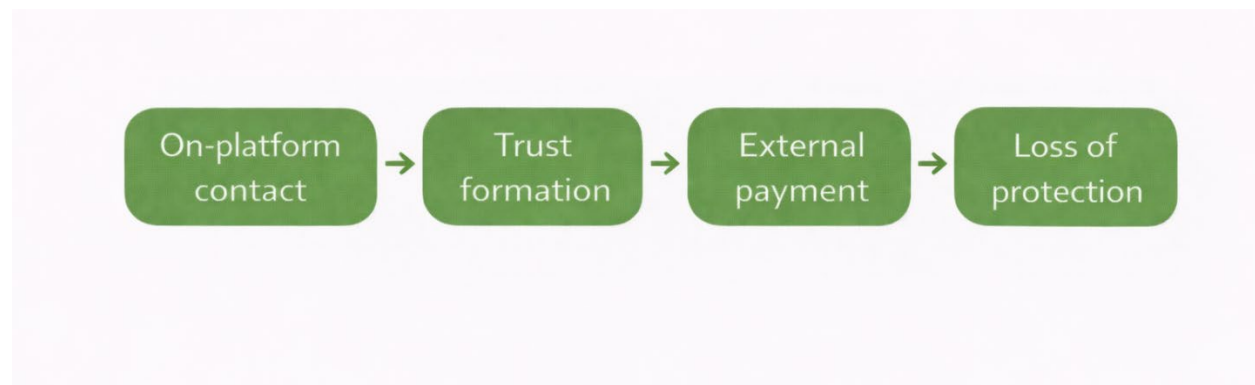 On-platform
contact
Trust
formation
External
payment
Loss of
protection